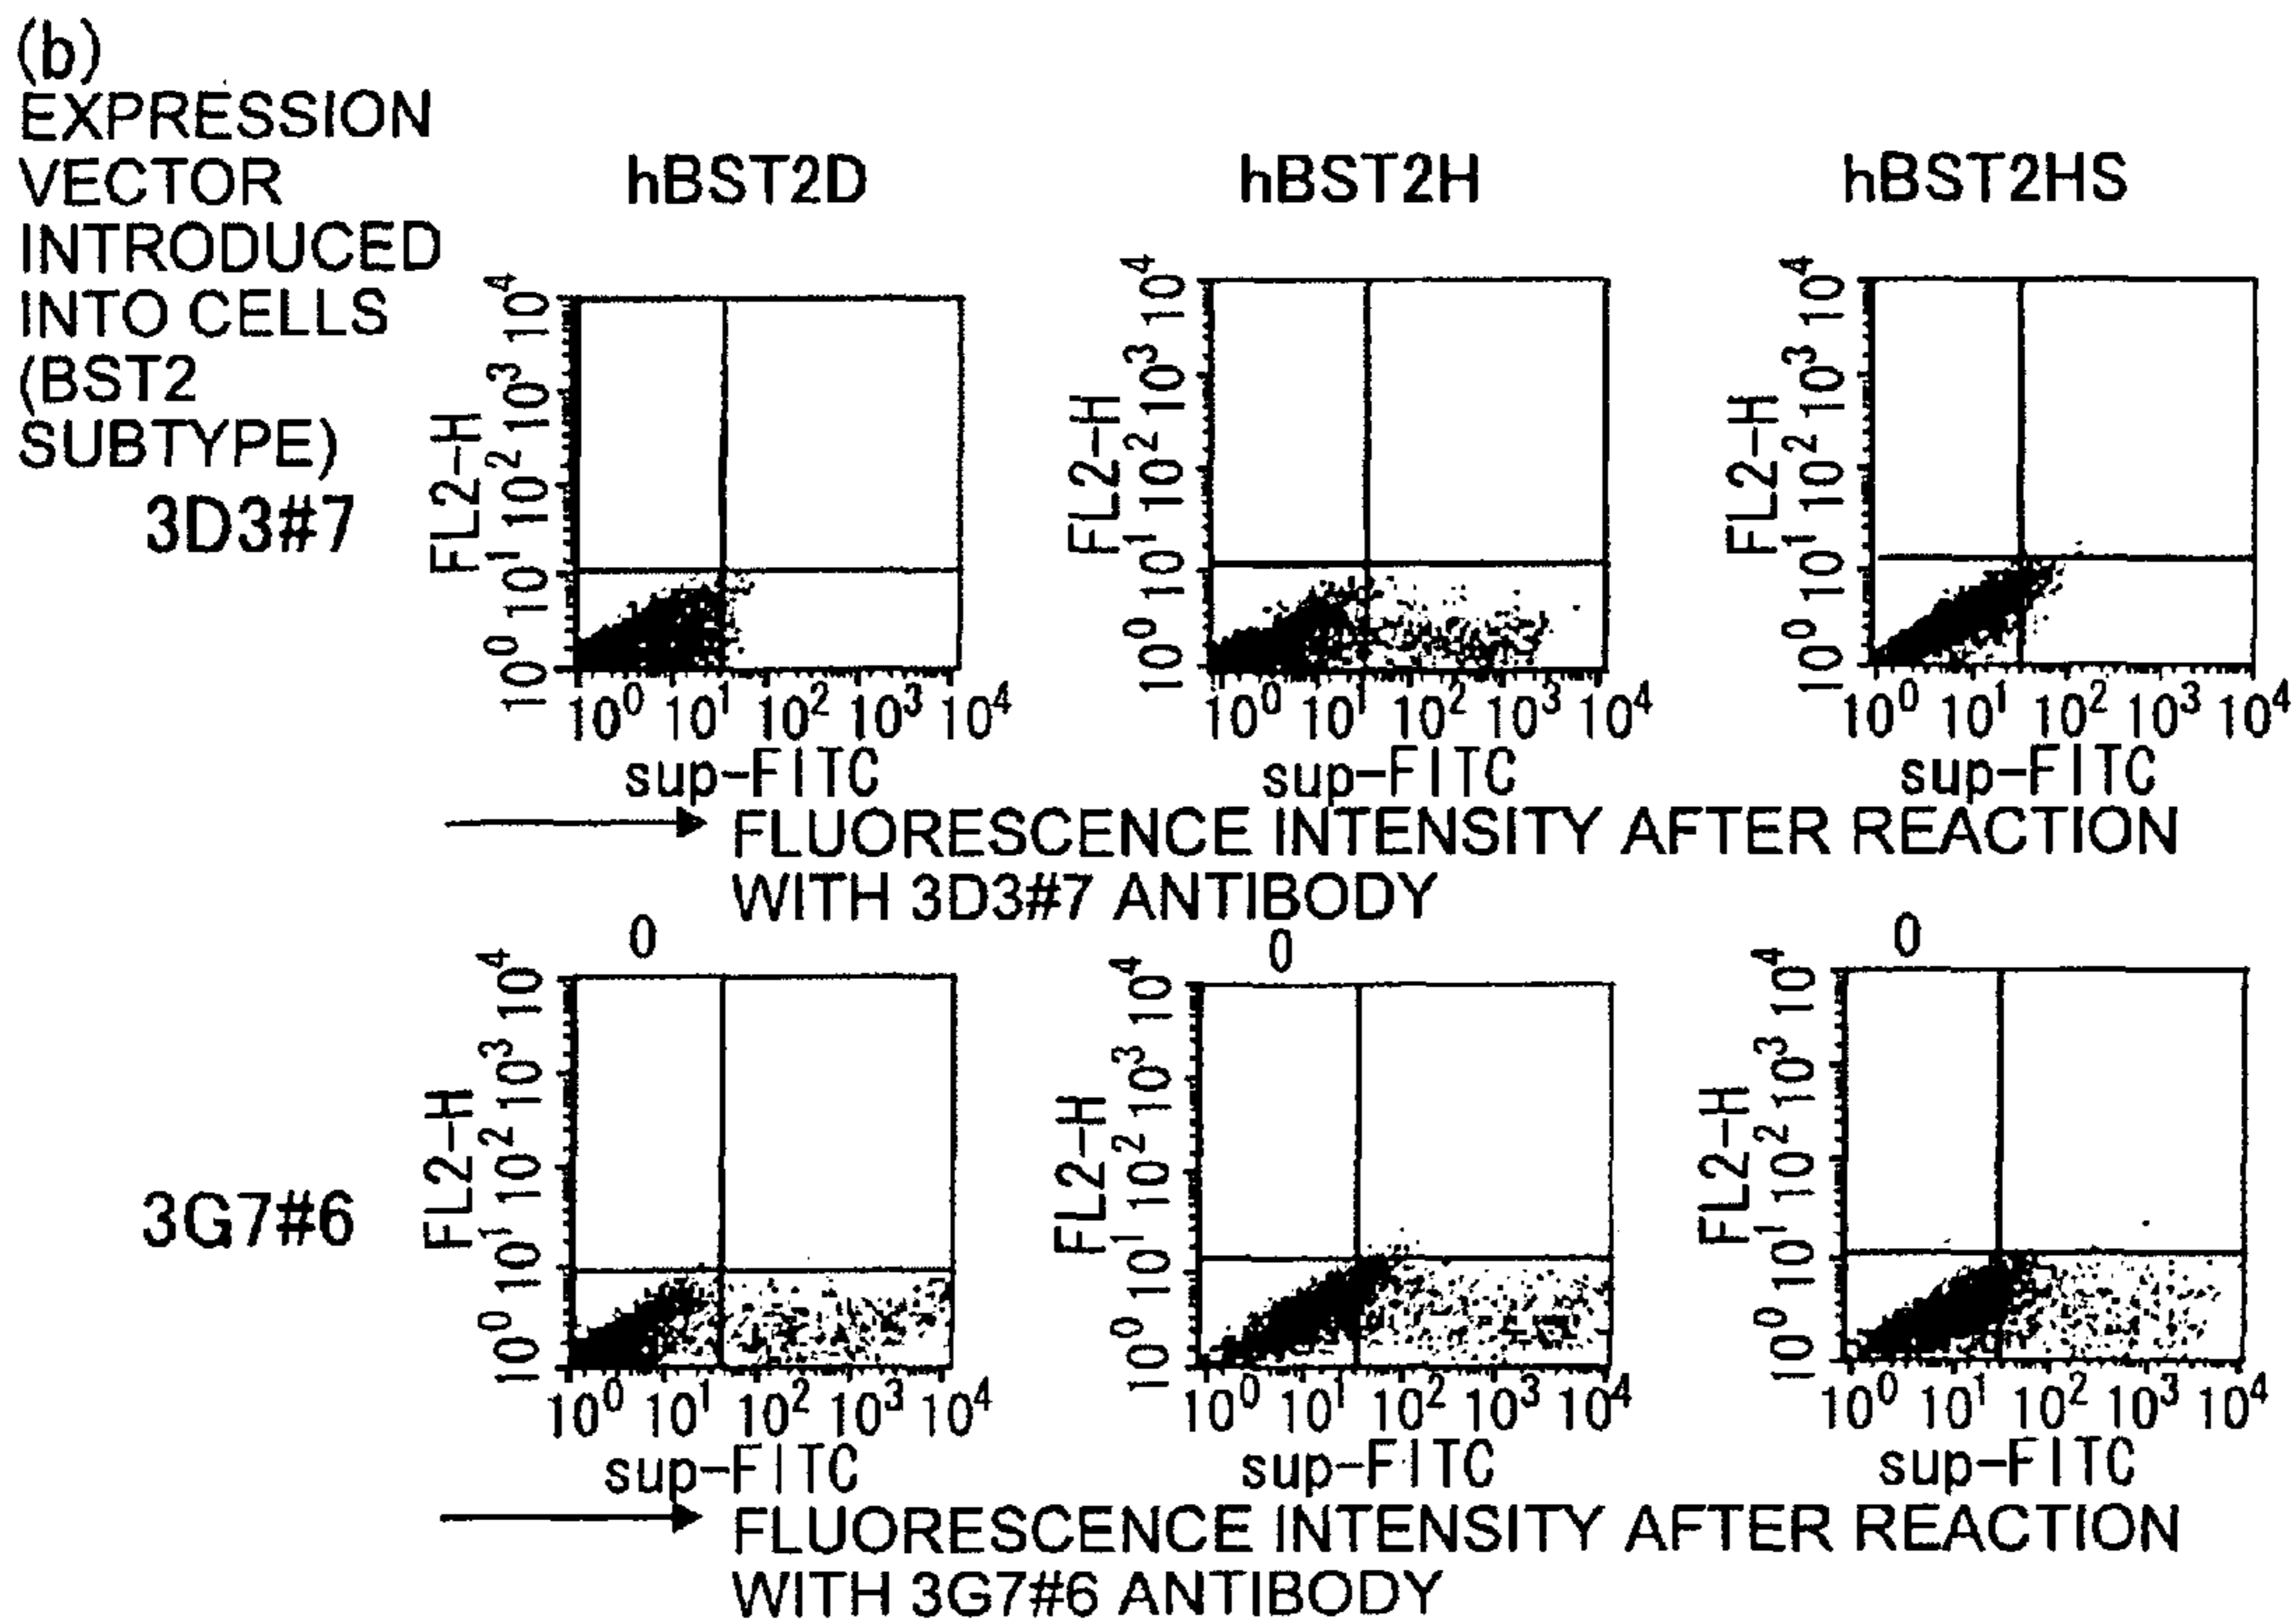 (b)
EXPRESSION
VECTOR
INTRODUCED
INTO CELLS
(BST2
SUBTYPE)
hBST2D
hBST2H
hBST2HS
3D3#7
FL2-H
10^0 10^1 10^2 10^3 10^4
10^0 10^1 10^2 10^3 10^4
sup-FITC
FL2-H
10^0 10^1 10^2 10^3 10^4
10^0 10^1 10^2 10^3 10^4
sup-FITC
FL2-H
10^0 10^1 10^2 10^3 10^4
10^0 10^1 10^2 10^3 10^4
sup-FITC
FLUORESCENCE INTENSITY AFTER REACTION
WITH 3D3#7 ANTIBODY
3G7#6
0
FL2-H
10^0 10^1 10^2 10^3 10^4
10^0 10^1 10^2 10^3 10^4
sup-FITC
0
FL2-H
10^0 10^1 10^2 10^3 10^4
10^0 10^1 10^2 10^3 10^4
sup-FITC
0
FL2-H
10^0 10^1 10^2 10^3 10^4
10^0 10^1 10^2 10^3 10^4
sup-FITC
FLUORESCENCE INTENSITY AFTER REACTION
WITH 3G7#6 ANTIBODY